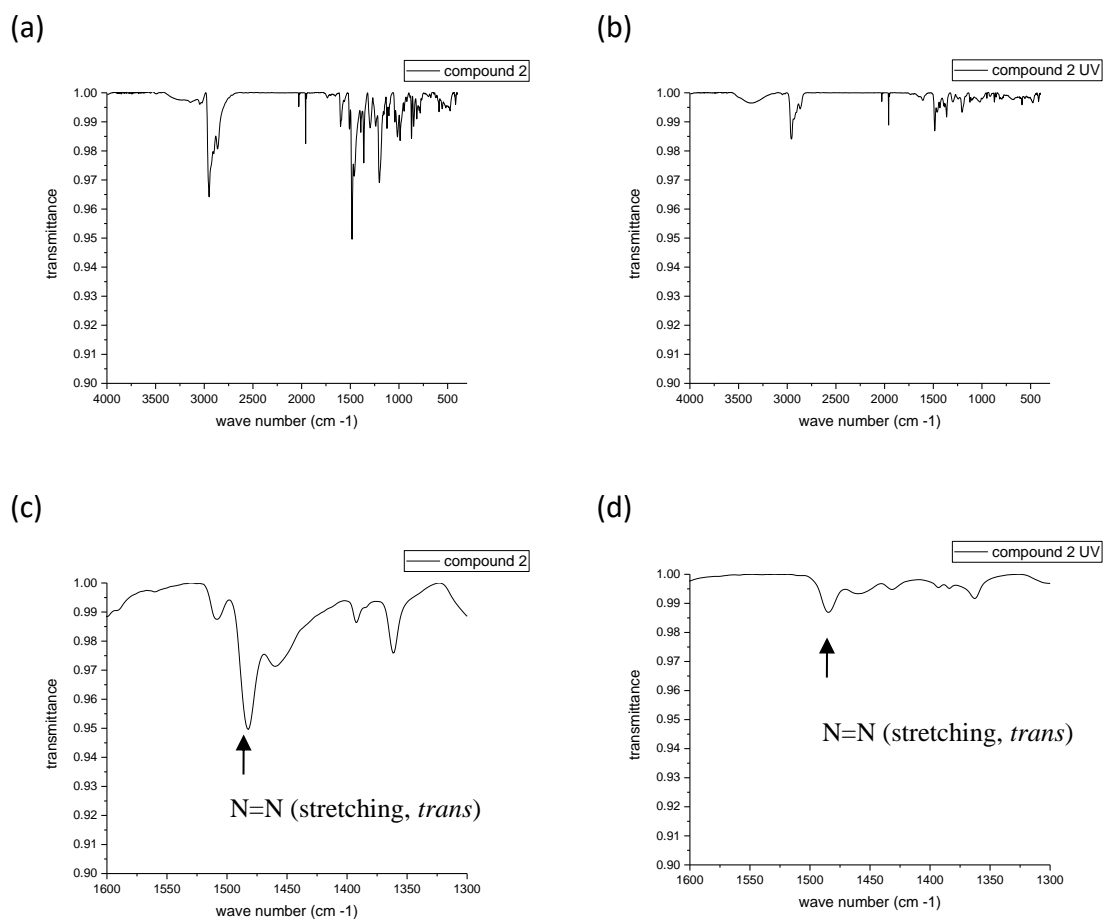 (a)
(b)
compound 2
compound 2 UV
1.00
0.99
0.98
0.97
0.96
0.95
0.94
0.93
0.92
0.91
0.90
transmittance
4000 3500 3000 2500 2000 1500 1000 500
wave number (cm -1)
1.00
0.99
0.98
0.97
0.96
0.95
0.94
0.93
0.92
0.91
0.90
transmittance
4000 3500 3000 2500 2000 1500 1000 500
wave number (cm -1)
(c)
(d)
compound 2
compound 2 UV
1.00
0.99
0.98
0.97
0.96
0.95
0.94
0.93
0.92
0.91
0.90
transmittance
N=N (stretching, trans)
1600 1550 1500 1450 1400 1350 1300
wave number (cm -1)
1.00
0.99
0.98
0.97
0.96
0.95
0.94
0.93
0.92
0.91
0.90
transmittance
N=N (stretching, trans)
1600 1550 1500 1450 1400 1350 1300
wave number (cm -1)